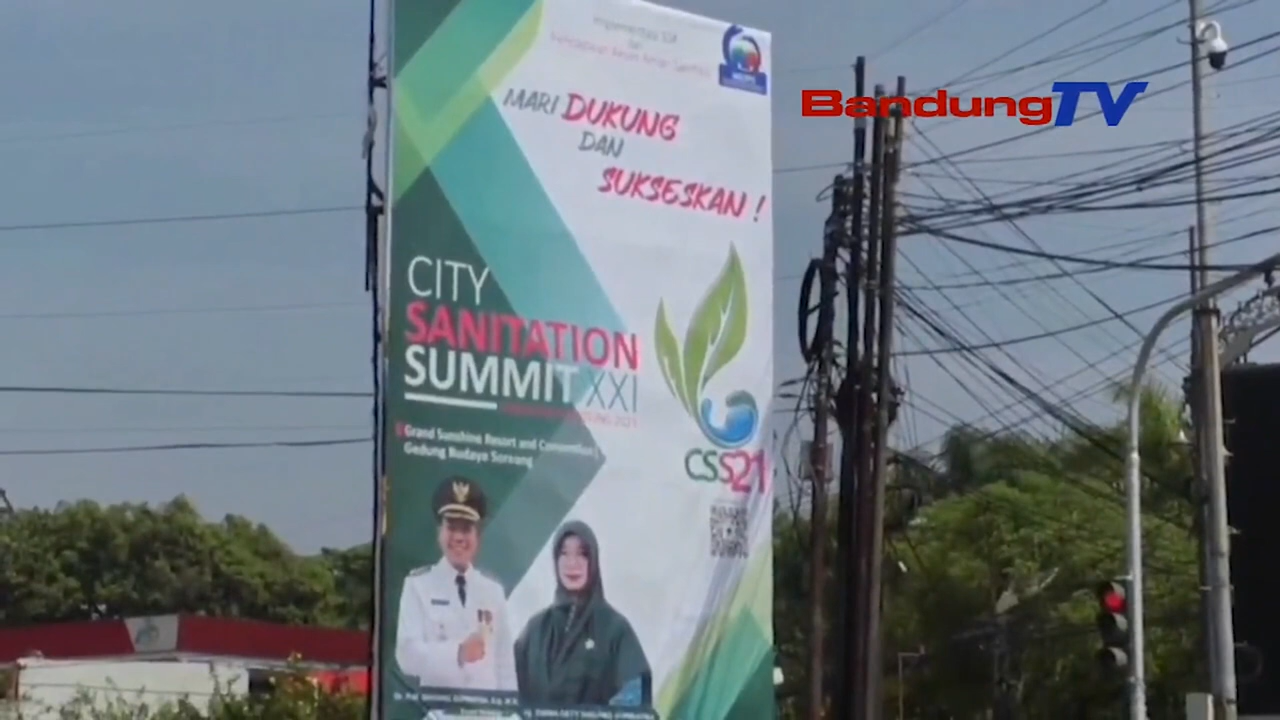 BandungTV
MARI DUKUNG
DAN
SUKSESKAN !
CITY
SANITATION
SUMMIT XXI
Grand Sunshine Resort and Convention
Gedung Budaya Soreang
CSS21